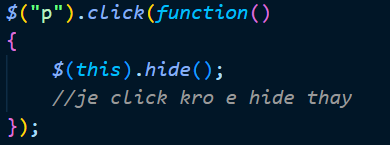 $("p").click(function()
{
$(this).hide();
//je click kro e hide thay
});